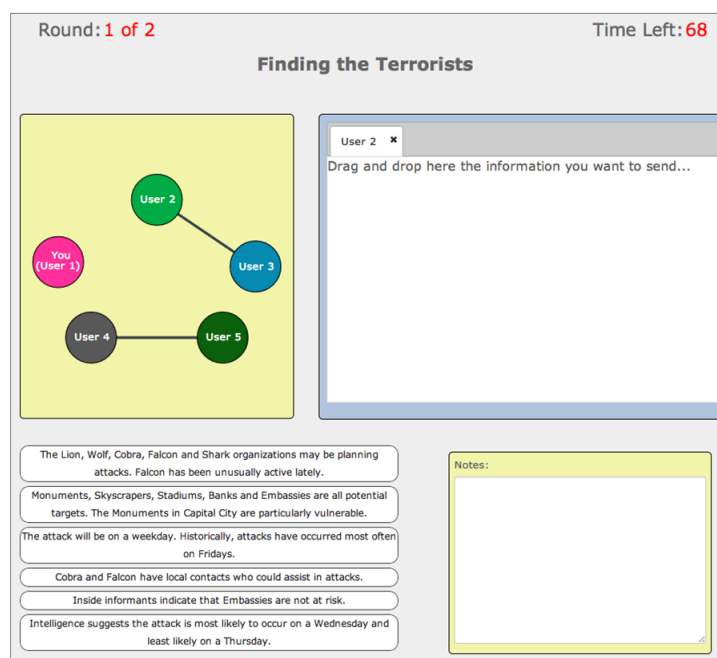 Round: 1 of 2
Time Left: 68
Finding the Terrorists
User 2
You
(User 1)
User 3
User 4
User 5
User 2 ✖
Drag and drop here the information you want to send...
The Lion, Wolf, Cobra, Falcon and Shark organizations may be planning
attacks. Falcon has been unusually active lately.
Monuments, Skyscrapers, Stadiums, Banks and Embassies are all potential
targets. The Monuments in Capital City are particularly vulnerable.
The attack will be on a weekday. Historically, attacks have occurred most often
on Fridays.
Cobra and Falcon have local contacts who could assist in attacks.
Inside informants indicate that Embassies are not at risk.
Intelligence suggests the attack is most likely to occur on a Wednesday and
least likely on a Thursday.
Notes: